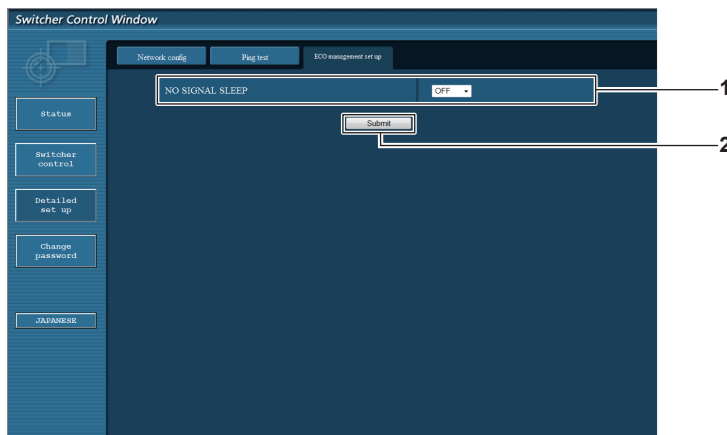 Switcher Control Window
Network config
Ping test
ECO management set up
NO SIGNAL SLEEP
OFF
1
Submit
2
Status
Switcher
control
Detailed
set up
Change
password
JAPANESE